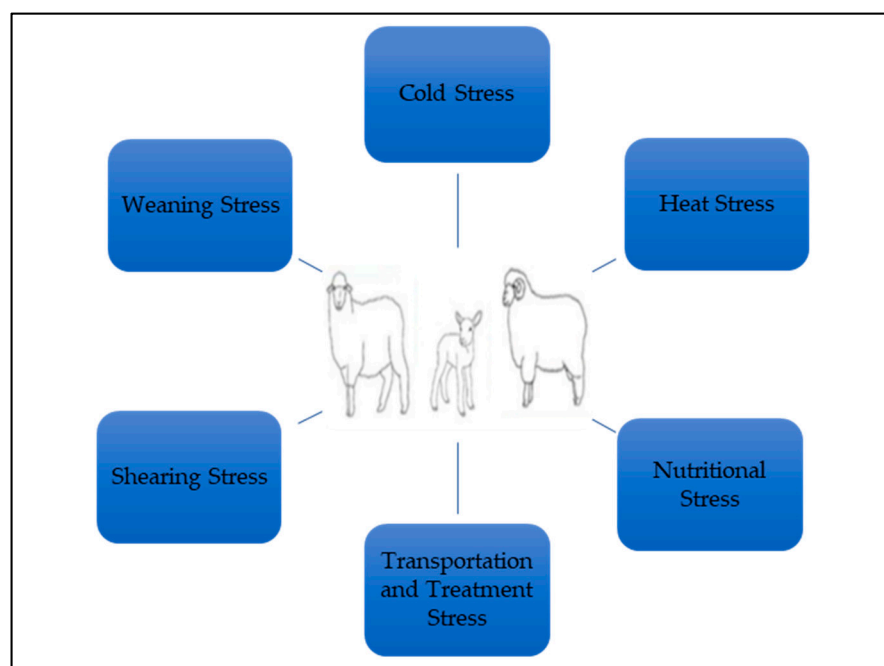 Cold Stress
Weaning Stress
Heat Stress
Shearing Stress
Nutritional
Stress
Transportation
and Treatment
Stress